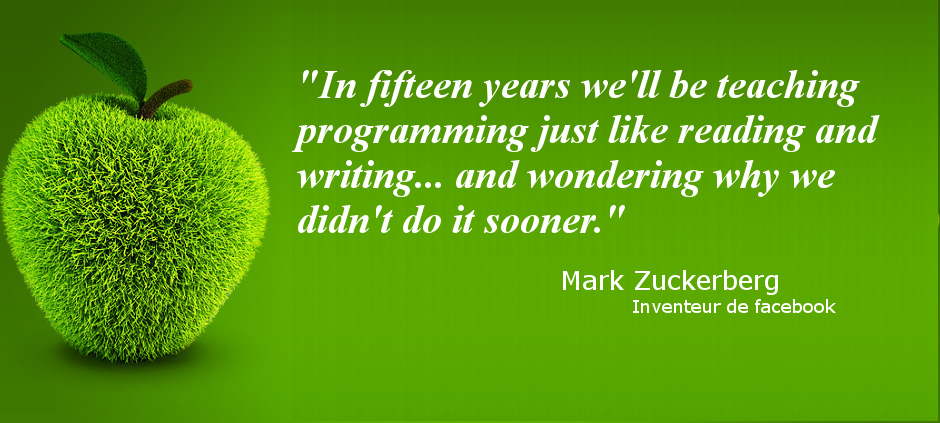 "In fifteen years we'll be teaching
programming just like reading and
writing... and wondering why we
didn't do it sooner."
Mark Zuckerberg
Inventeur de facebook